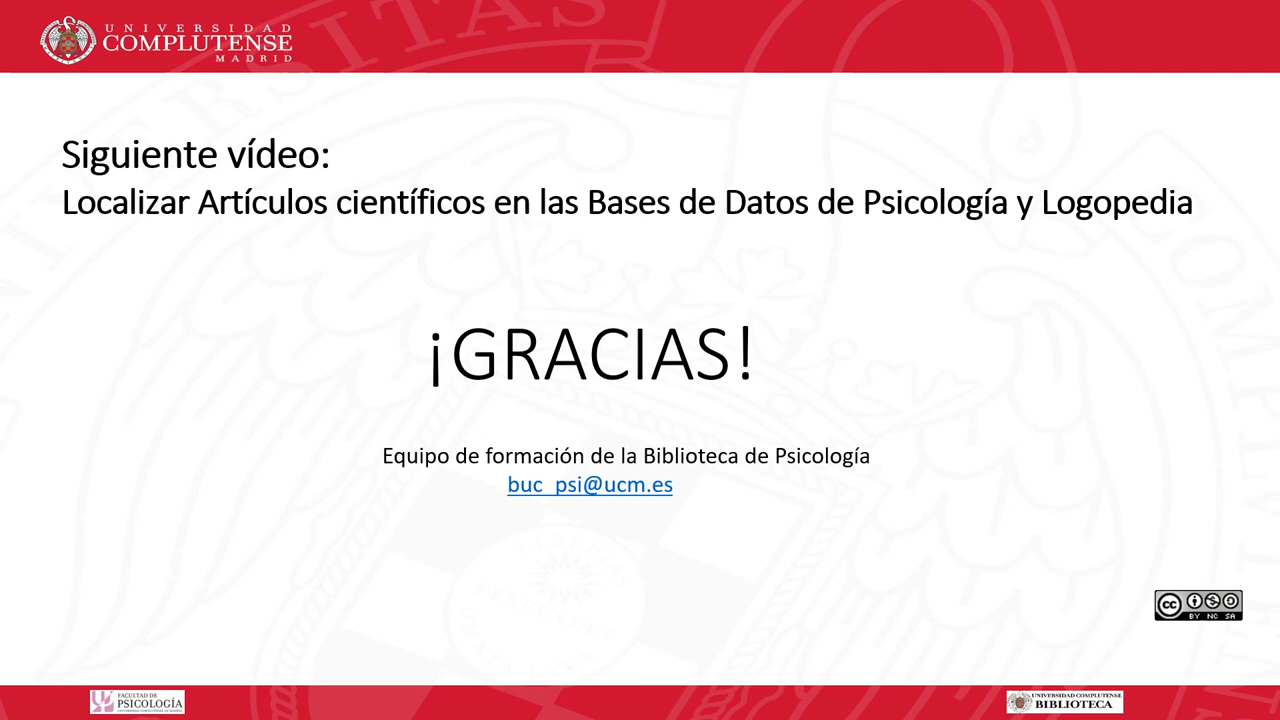 UNIVERSIDAD
COMPLUTENSE
MADRID
Siguiente vídeo:
Localizar Artículos científicos en las Bases de Datos de Psicología y Logopedia
¡GRACIAS!
Equipo de formación de la Biblioteca de Psicología
buc_psi@ucm.es
cc
BY NC SA
FACULTAD DE
PSICOLOGÍA
UNIVERSIDAD COMPLUTENSE
BIBLIOTECA